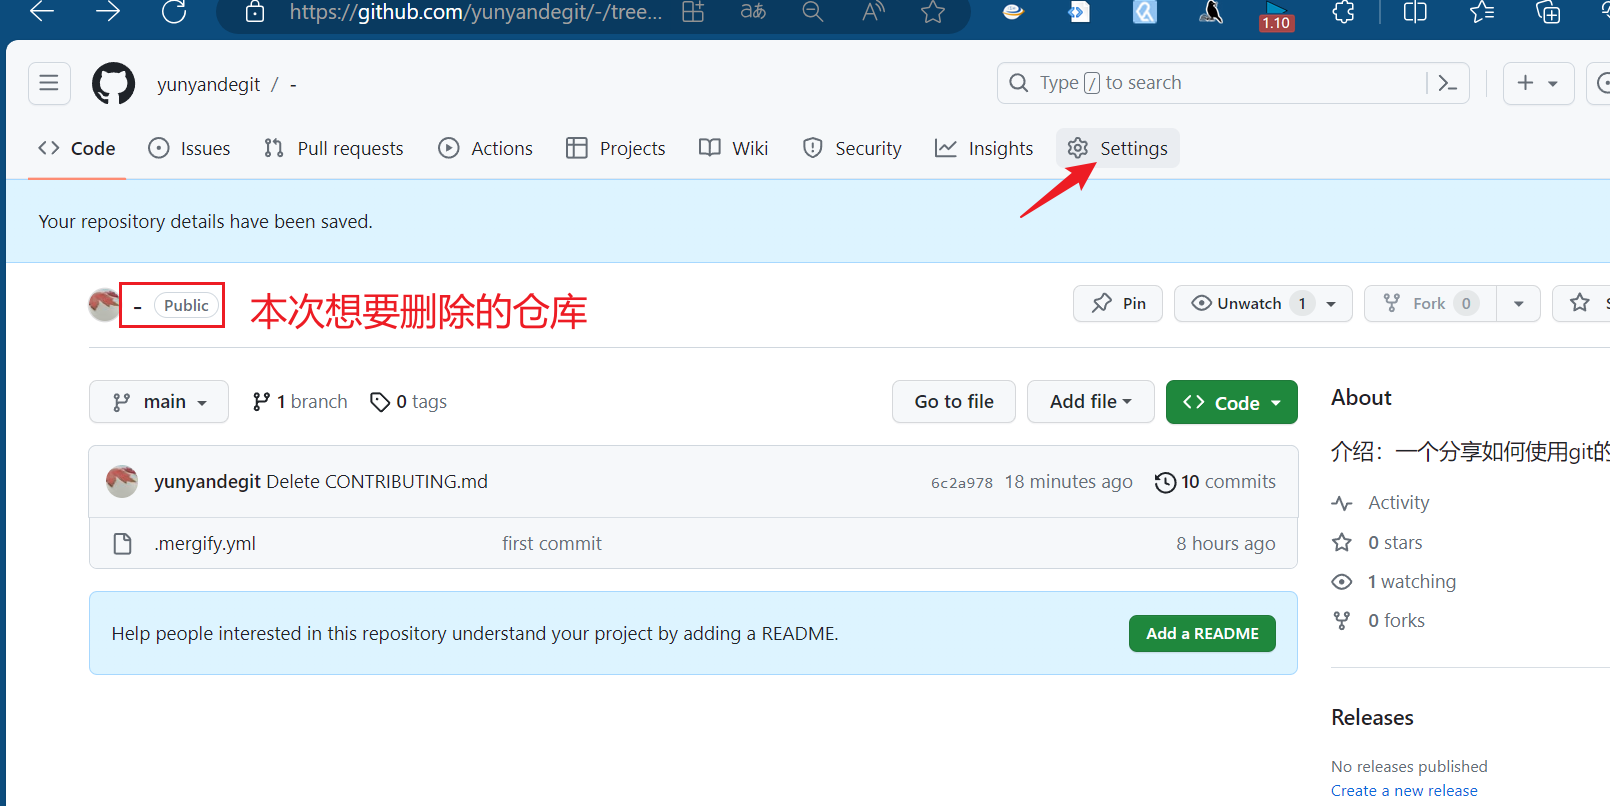 https://github.com/yunyandegit/-/tree...
aあ
A
1.10
yunyandegit / -
Type / to search
Code Issues Pull requests Actions Projects Wiki Security Insights Settings
Your repository details have been saved.
- Public 本次想要删除的仓库
Pin Unwatch 1 Fork 0
main 1 branch 0 tags Go to file Add file Code
About
介绍：一个分享如何使用git的
yunyandegit Delete CONTRIBUTING.md 6c2a978 18 minutes ago 10 commits
Activity
.mergify.yml first commit 8 hours ago
0 stars
1 watching
0 forks
Help people interested in this repository understand your project by adding a README. Add a README
Releases
No releases published
Create a new release